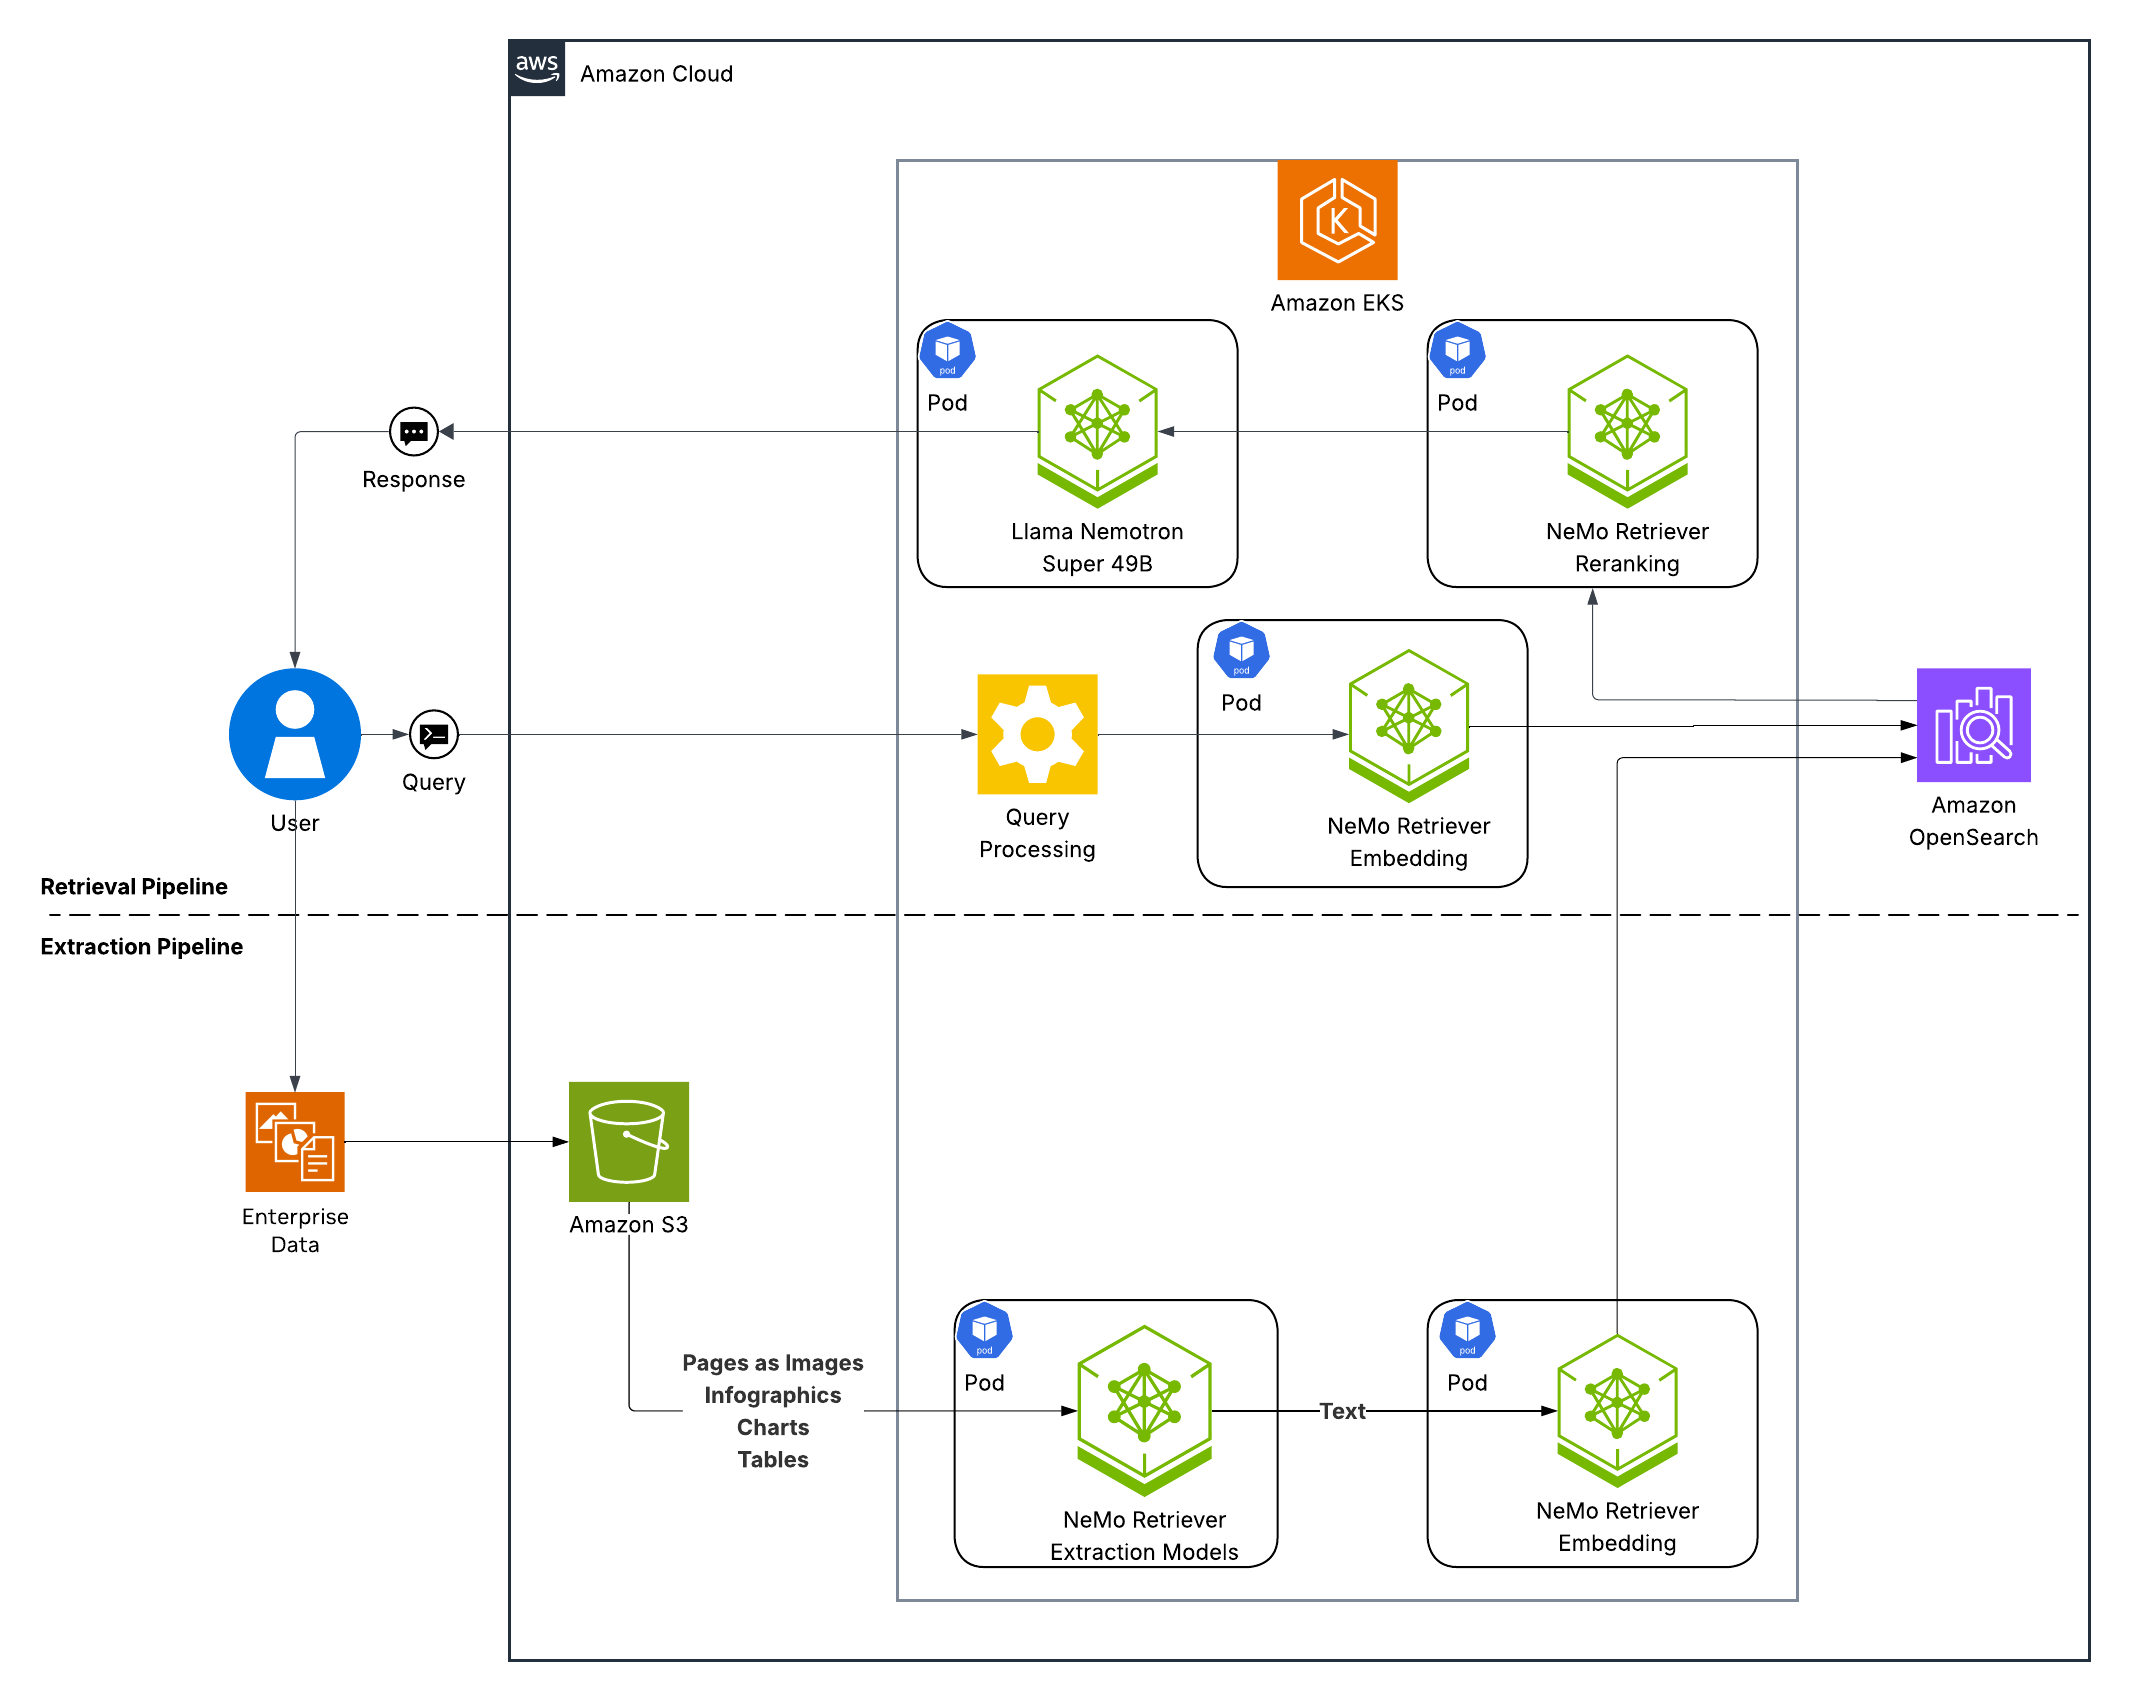 aws
Amazon Cloud
Amazon EKS
pod
Pod
Llama Nemotron
Super 49B
pod
Pod
NeMo Retriever
Reranking
Response
User
Query
Query
Processing
pod
Pod
NeMo Retriever
Embedding
Amazon
OpenSearch
Retrieval Pipeline
Extraction Pipeline
Enterprise
Data
Amazon S3
Pages as Images
Infographics
Charts
Tables
pod
Pod
NeMo Retriever
Extraction Models
Text
pod
Pod
NeMo Retriever
Embedding